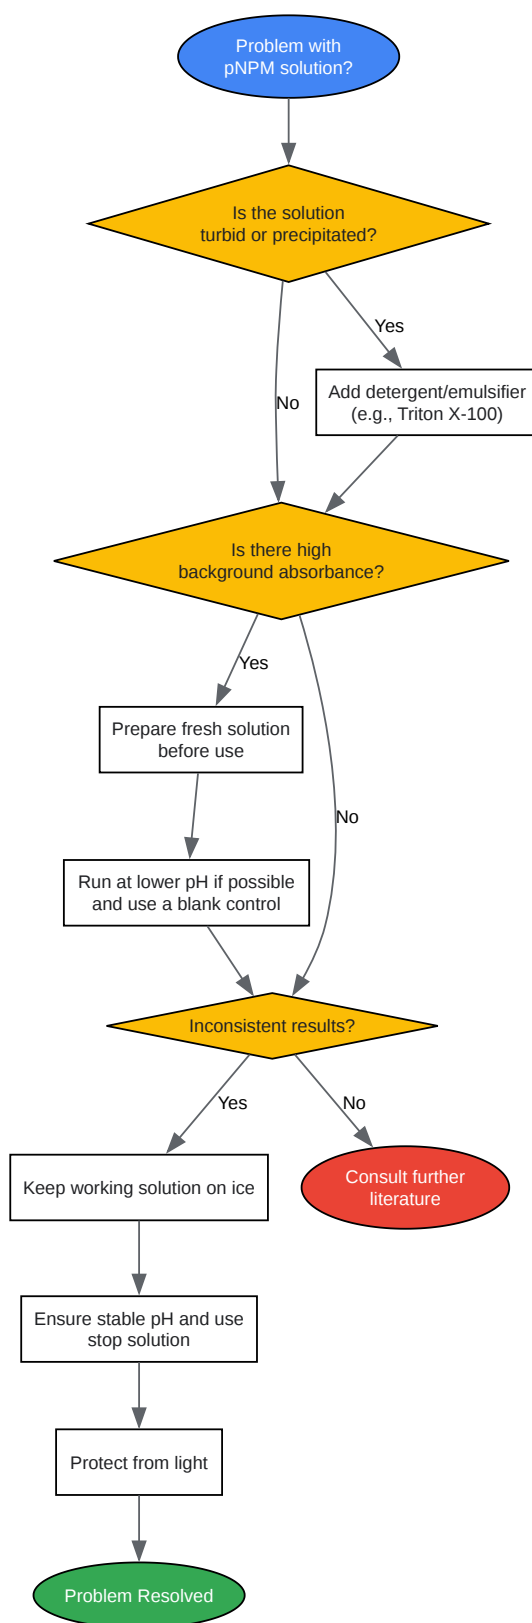 Problem with
pNPM solution?
Is the solution
turbid or precipitated?
Yes
Add detergent/emulsifier
(e.g., Triton X-100)
No
Is there high
background absorbance?
Yes
Prepare fresh solution
before use
No
Run at lower pH if possible
and use a blank control
Inconsistent results?
Yes
No
Keep working solution on ice
Consult further
literature
Ensure stable pH and use
stop solution
Protect from light
Problem Resolved